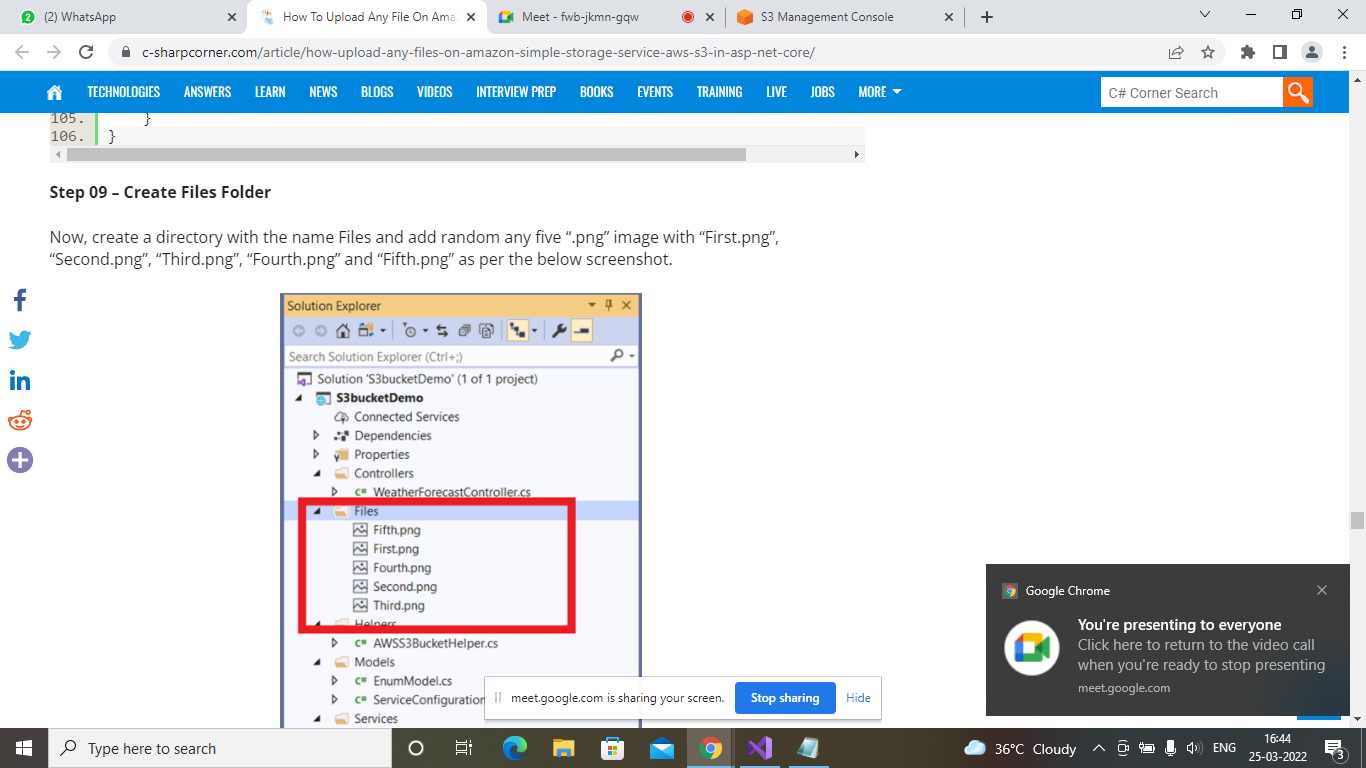 (2) WhatsApp
How To Upload Any File On Ama
Meet - fwb-jkmn-gqw
S3 Management Console
c-sharpcorner.com/article/how-upload-any-files-on-amazon-simple-storage-service-aws-s3-in-asp-net-core/
TECHNOLOGIES ANSWERS LEARN NEWS BLOGS VIDEOS INTERVIEW PREP BOOKS EVENTS TRAINING LIVE JOBS MORE
C# Corner Search
105. }
106. }
Step 09 – Create Files Folder
Now, create a directory with the name Files and add random any five “.png” image with “First.png”,
“Second.png”, “Third.png”, “Fourth.png” and “Fifth.png” as per the below screenshot.
Solution Explorer
Search Solution Explorer (Ctrl+;)
Solution 'S3bucketDemo' (1 of 1 project)
S3bucketDemo
Connected Services
Dependencies
Properties
Controllers
C# WeatherForecastController.cs
Files
Fifth.png
First.png
Fourth.png
Second.png
Third.png
Helpers
C# AWSS3BucketHelper.cs
Models
C# EnumModel.cs
C# ServiceConfiguration
Services
Google Chrome
You're presenting to everyone
Click here to return to the video call
when you're ready to stop presenting
meet.google.com
meet.google.com is sharing your screen.
Stop sharing
Hide
Type here to search
36°C Cloudy
ENG
16:44
25-03-2022
3